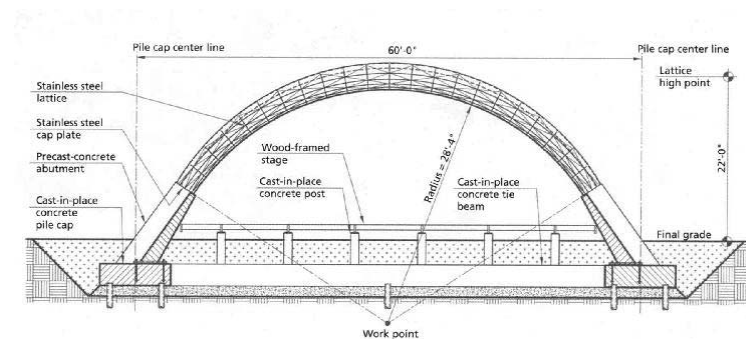 Pile cap center line
60'-0"
Pile cap center line
Lattice
high point
Stainless steel
lattice
Stainless steel
cap plate
Precast-concrete
abutment
Cast-in-place
concrete
pile cap
Wood-framed
stage
Cast-in-place
concrete post
Radius = 28'-4"
Cast-in-place
concrete tie
beam
22'-0"
Final grade
Work point